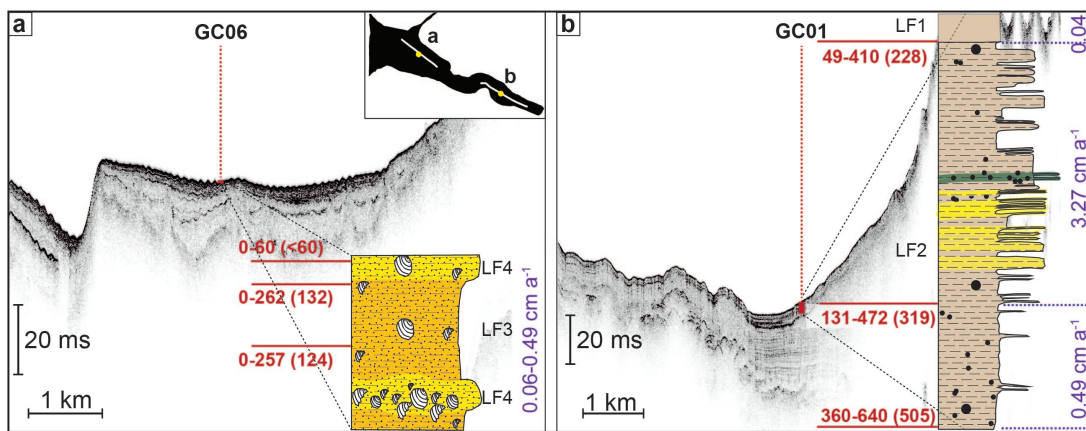 a
GC06
a
b
0-60 (<60)
0-262 (132)
0-257 (124)
LF4
LF3
LF4
0.06-0.49 cm a⁻¹
20 ms
1 km
b
GC01
LF1
49-410 (228)
LF2
131-472 (319)
360-640 (505)
0.04
3.27 cm a⁻¹
0.49 cm a⁻¹
20 ms
1 km